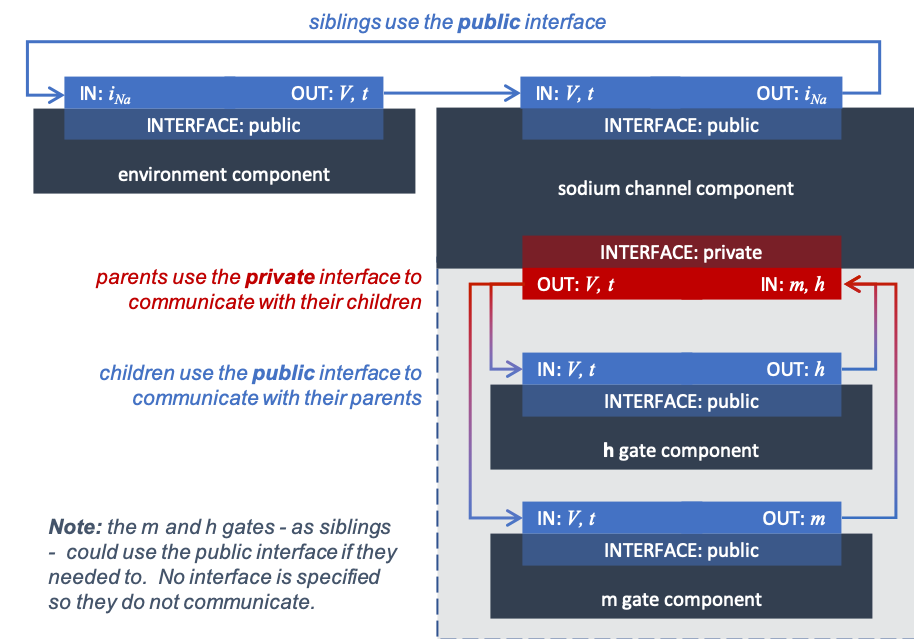 siblings use the public interface
IN: iNa OUT: V, t
INTERFACE: public
environment component
IN: V, t OUT: iNa
INTERFACE: public
sodium channel component
INTERFACE: private
OUT: V, t IN: m, h
parents use the private interface to
communicate with their children
children use the public interface to
communicate with their parents
IN: V, t OUT: h
INTERFACE: public
h gate component
IN: V, t OUT: m
INTERFACE: public
m gate component
Note: the m and h gates - as siblings
- could use the public interface if they
needed to. No interface is specified
so they do not communicate.